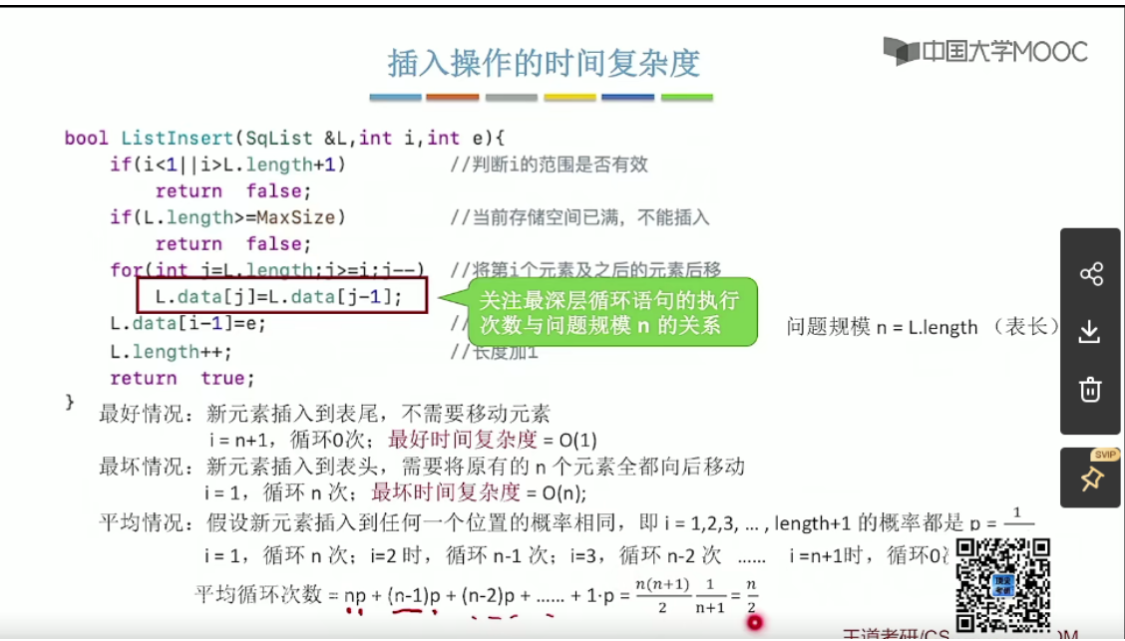 中国大学MOOC
插入操作的时间复杂度
bool ListInsert(SqList &L,int i,int e){
if(i<1||i>L.length+1) //判断i的范围是否有效
return false;
if(L.length>=MaxSize) //当前存储空间已满，不能插入
return false;
for(int j=L.length;j>=i;j--) //将第i个元素及之后的元素后移
L.data[j]=L.data[j-1];
关注最深层循环语句的执行
次数与问题规模 n 的关系
L.data[i-1]=e; //
问题规模 n = L.length （表长）
L.length++; //长度加1
return true;
}
最好情况：新元素插入到表尾，不需要移动元素
i = n+1，循环0次；最好时间复杂度 = O(1)
最坏情况：新元素插入到表头，需要将原有的 n 个元素全都向后移动
i = 1，循环 n 次；最坏时间复杂度 = O(n);
平均情况：假设新元素插入到任何一个位置的概率相同，即 i = 1,2,3, … , length+1 的概率都是 p = 1
i = 1，循环 n 次；i=2 时，循环 n-1 次；i=3，循环 n-2 次 …… i =n+1时，循环0
平均循环次数 = np + (n-1)p + (n-2)p + …… + 1·p = n(n+1)/2 1/n+1 = n/2
SVIP
王道考研/CS
OM